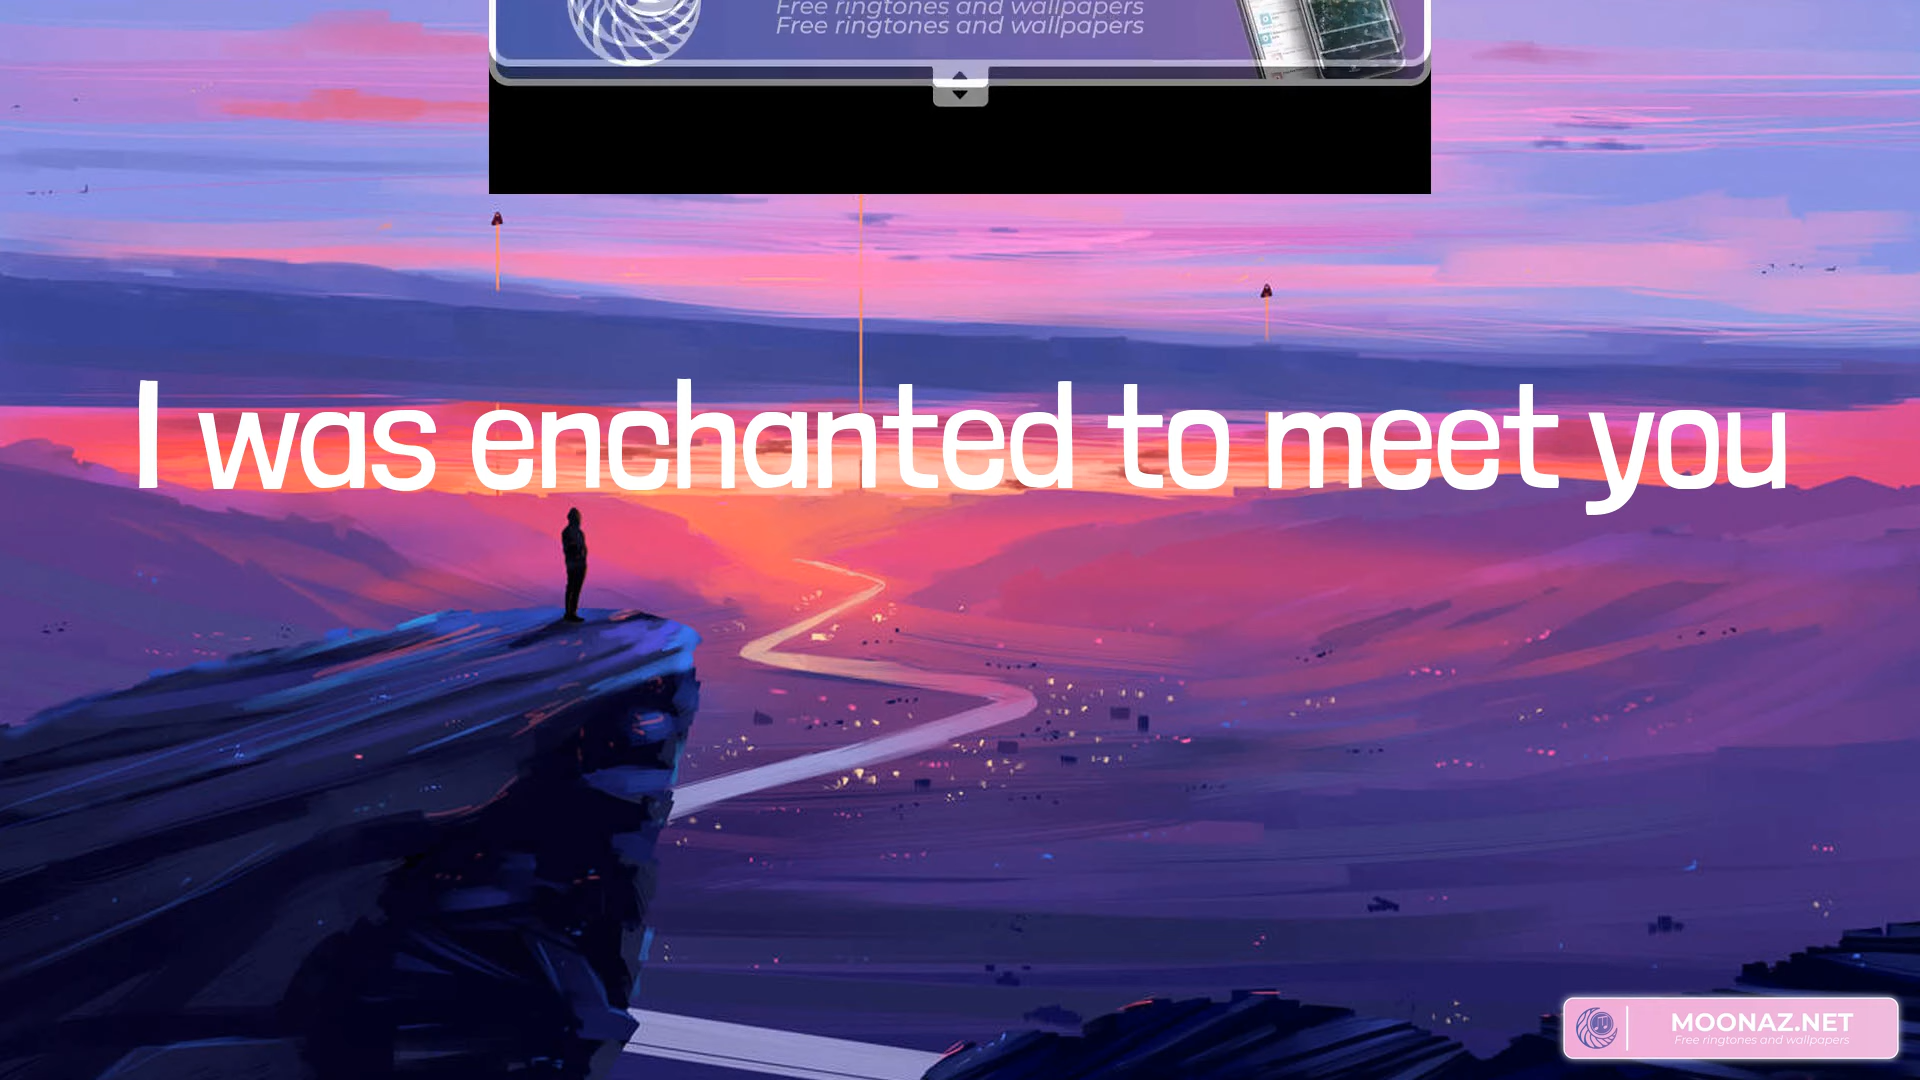 Free ringtones and wallpapers
Free ringtones and wallpapers
I was enchanted to meet you
MOONAZ.NET
Free ringtones and wallpapers